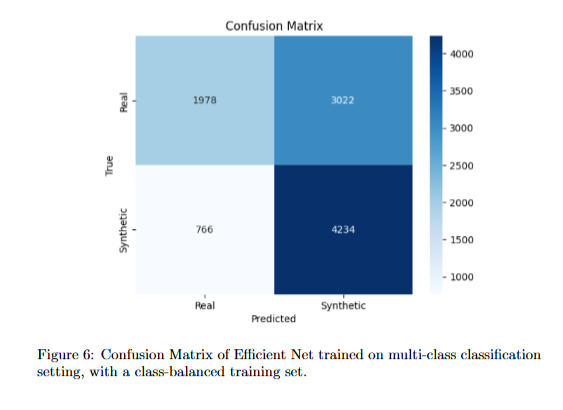 Confusion Matrix
Real
1978
3022
True
Synthetic
766
4234
Real
Synthetic
Predicted
4000
3500
3000
2500
2000
1500
1000
Figure 6: Confusion Matrix of Efficient Net trained on multi-class classification
setting, with a class-balanced training set.